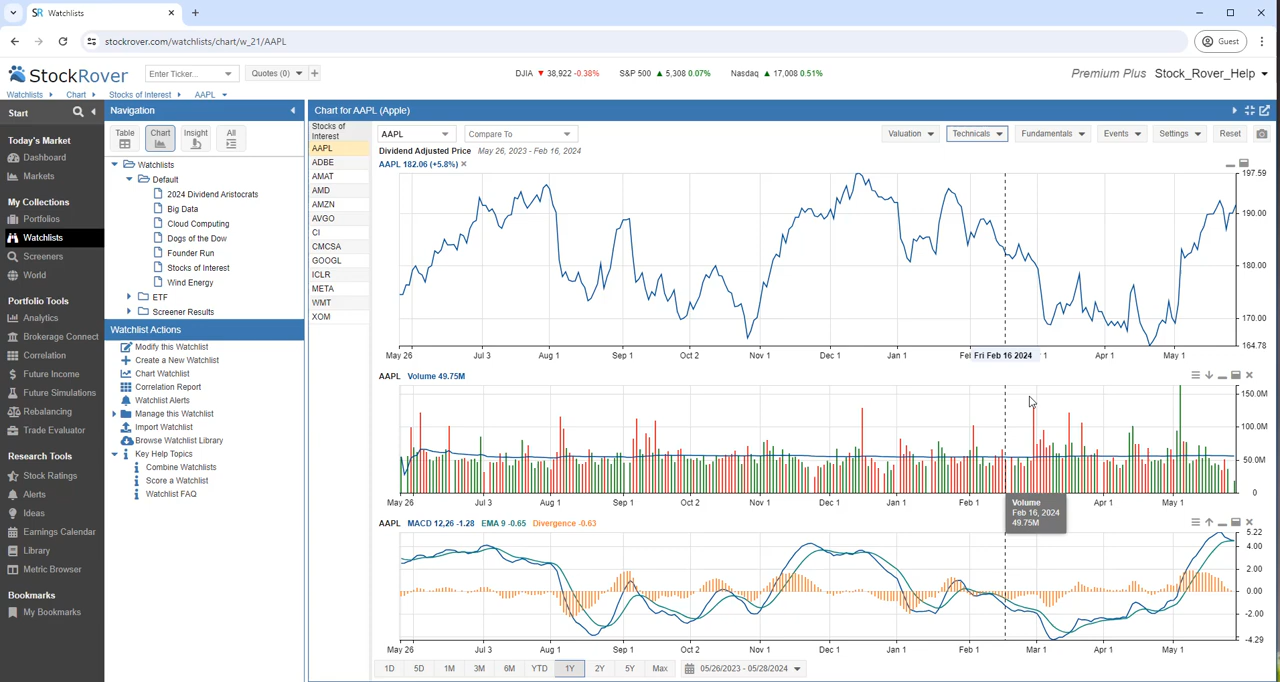 SR Watchlists
stockrover.com/watchlists/chart/w_21/AAPL
Guest
StockRover
Enter Ticker...
Quotes (0)
DJIA ▼ 38,922 -0.38% S&P 500 ▲ 5,308 0.07% Nasdaq ▲ 17,008 0.51%
Premium Plus Stock_Rover_Help
Watchlists Chart Stocks of Interest AAPL
Start
Today's Market
Dashboard
Markets
My Collections
Portfolios
Watchlists
Screeners
World
Portfolio Tools
Analytics
Brokerage Connect
Correlation
Future Income
Future Simulations
Rebalancing
Trade Evaluator
Research Tools
Stock Ratings
Alerts
Ideas
Earnings Calendar
Library
Metric Browser
Bookmarks
My Bookmarks
Navigation
Table Chart Insight All
Watchlists
Default
2024 Dividend Aristocrats
Big Data
Cloud Computing
Dogs of the Dow
Founder Run
Stocks of Interest
Wind Energy
ETF
Screener Results
Watchlist Actions
Modify this Watchlist
Create a New Watchlist
Chart Watchlist
Correlation Report
Watchlist Alerts
Manage this Watchlist
Import Watchlist
Browse Watchlist Library
Key Help Topics
Combine Watchlists
Score a Watchlist
Watchlist FAQ
Chart for AAPL (Apple)
Stocks of
Interest
AAPL
ADBE
AMAT
AMD
AMZN
AVGO
CI
CMCSA
GOOGL
ICLR
META
WMT
XOM
AAPL Compare To Valuation Technicals Fundamentals Events Settings Reset
Dividend Adjusted Price May 26, 2023 - Feb 16, 2024
AAPL 182.06 (+5.8%)
197.59
190.00
180.00
170.00
164.78
May 26 Jul 3 Aug 1 Sep 1 Oct 2 Nov 1 Dec 1 Jan 1 Fel Fri Feb 16 2024 ' 1 Apr 1 May 1
AAPL Volume 49.75M
150.0M
100.0M
50.0M
0
May 26 Jul 3 Aug 1 Sep 1 Oct 2 Nov 1 Dec 1 Jan 1 Feb 1 Apr 1 May 1
Volume
Feb 16, 2024
49.75M
AAPL MACD 12,26 -1.28 EMA 9 -0.65 Divergence -0.63
5.22
4.00
2.00
0.00
-2.00
-4.29
May 26 Jul 3 Aug 1 Sep 1 Oct 2 Nov 1 Dec 1 Jan 1 Feb 1 Mar 1 Apr 1 May 1
1D 5D 1M 3M 6M YTD 1Y 2Y 5Y Max 05/26/2023 - 05/28/2024